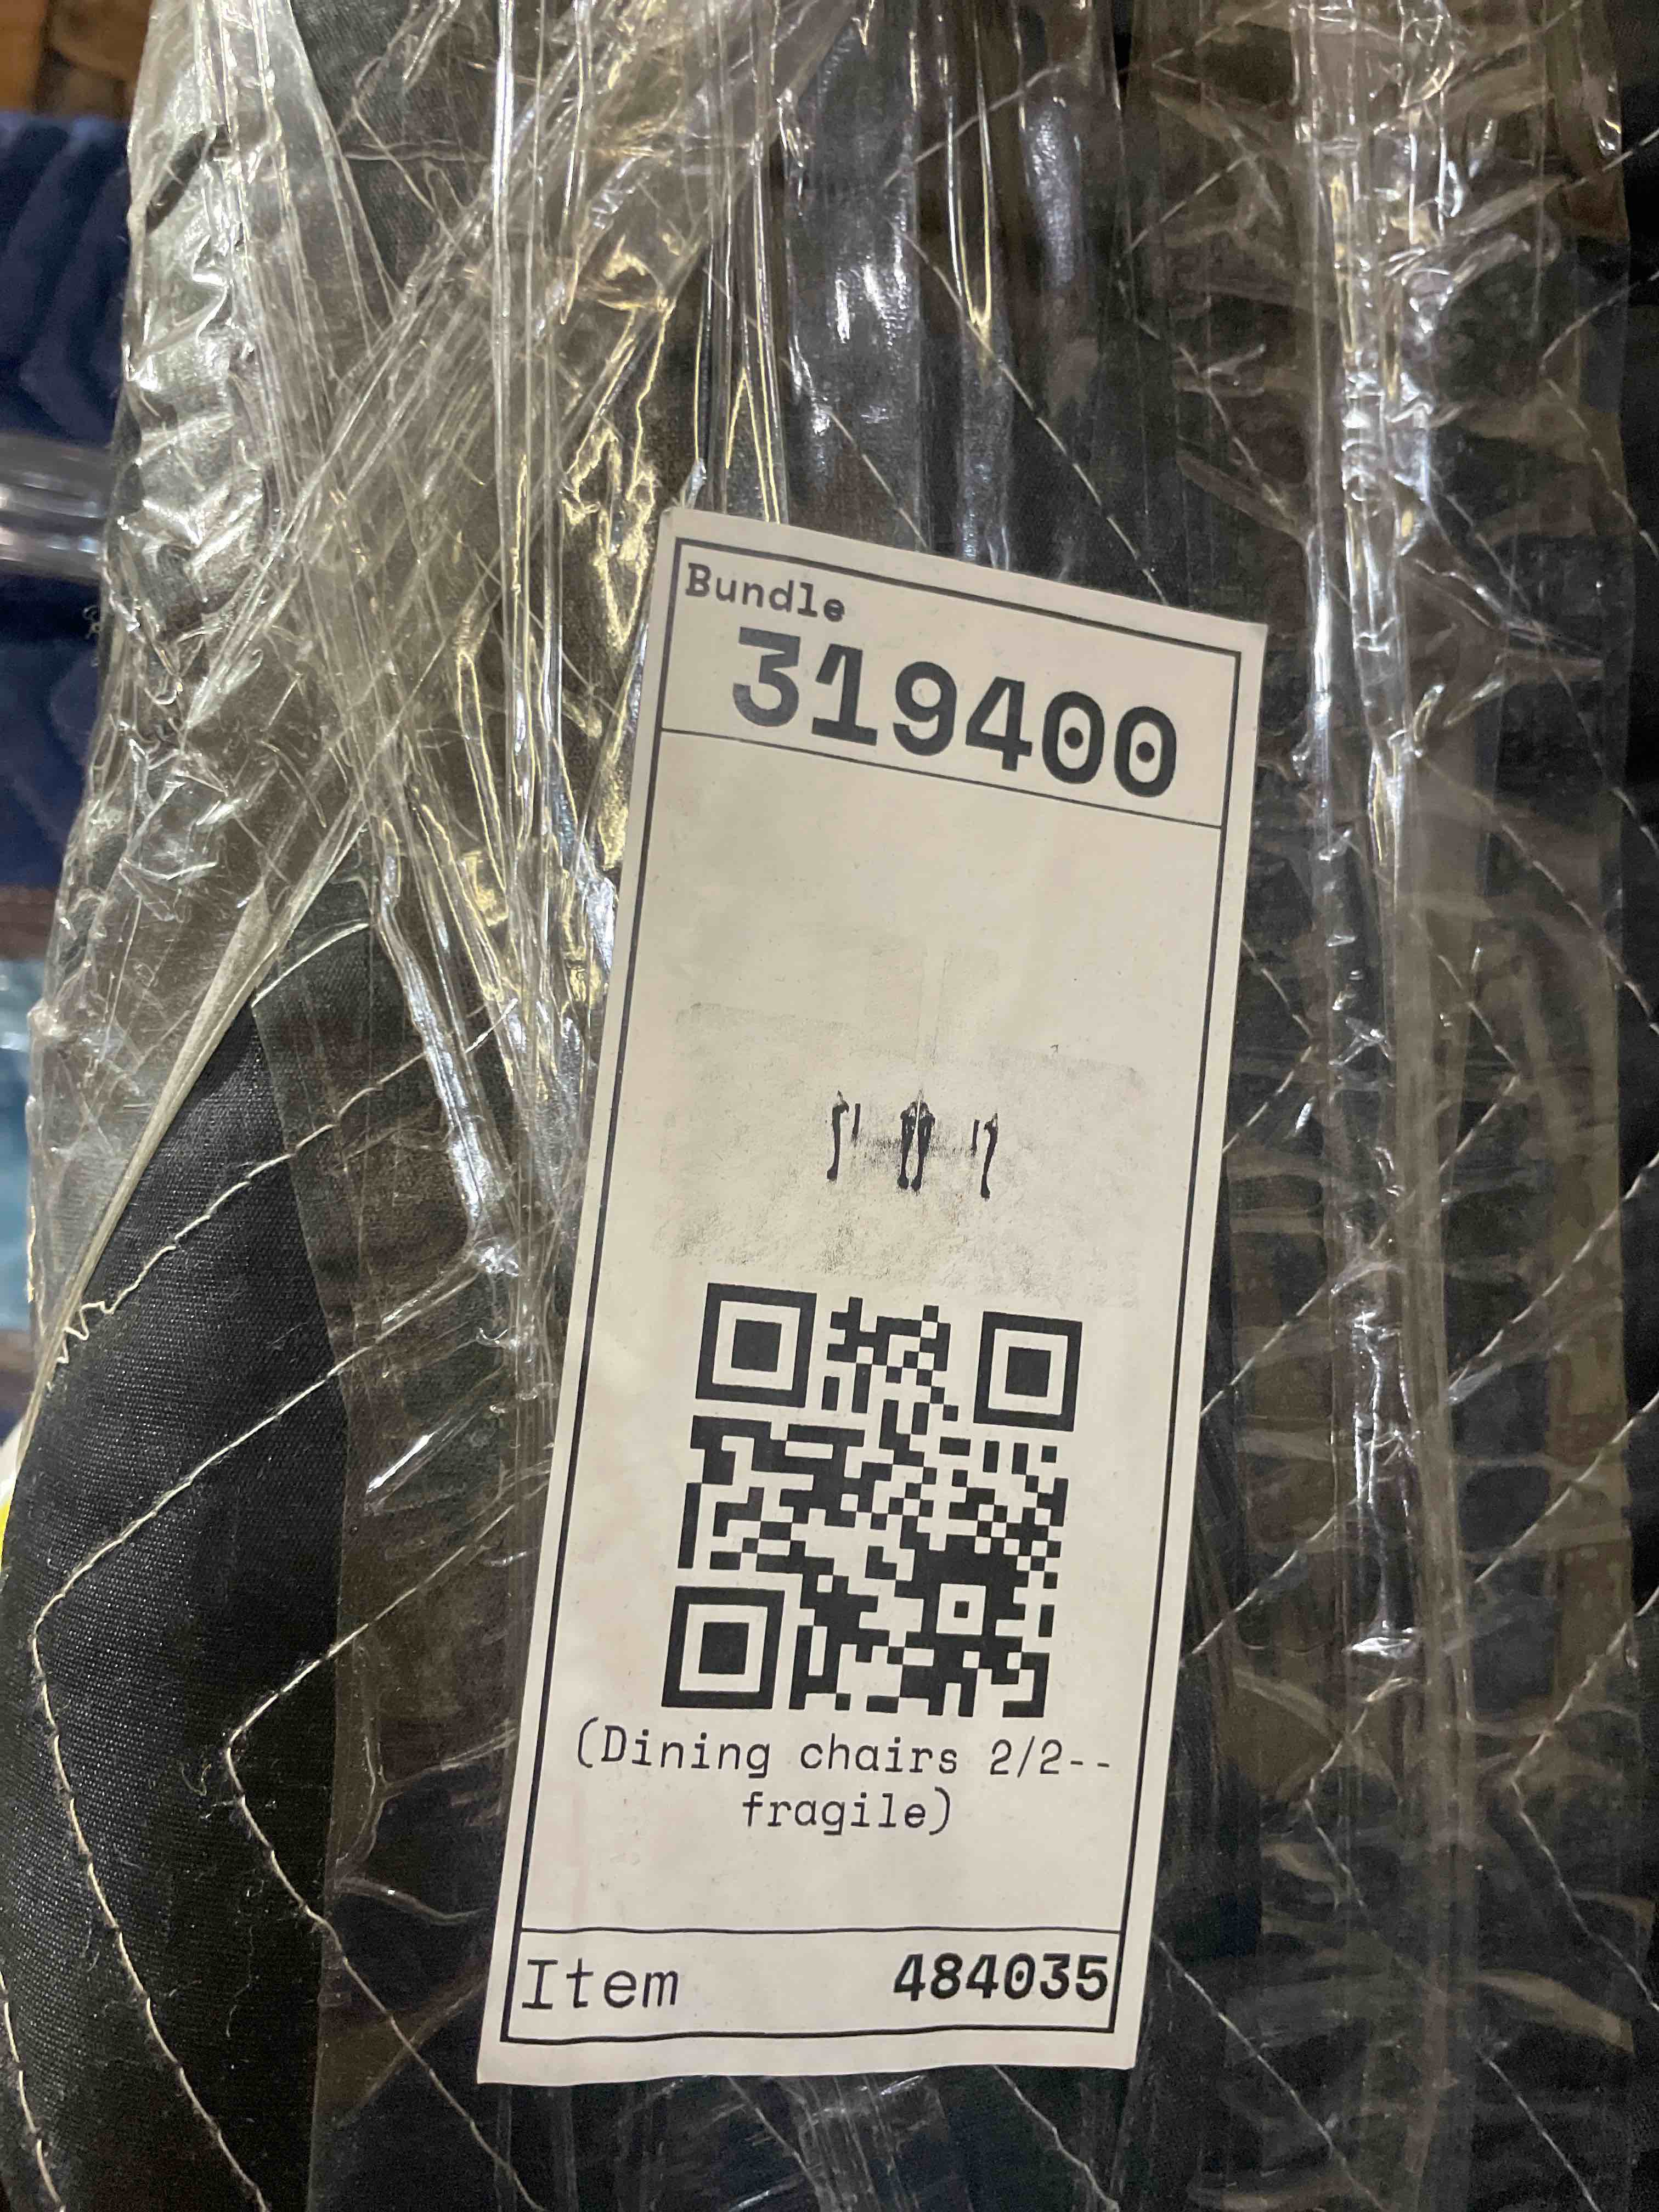 Bundle
319400
(Dining chairs 2/2--
fragile)
Item 484035